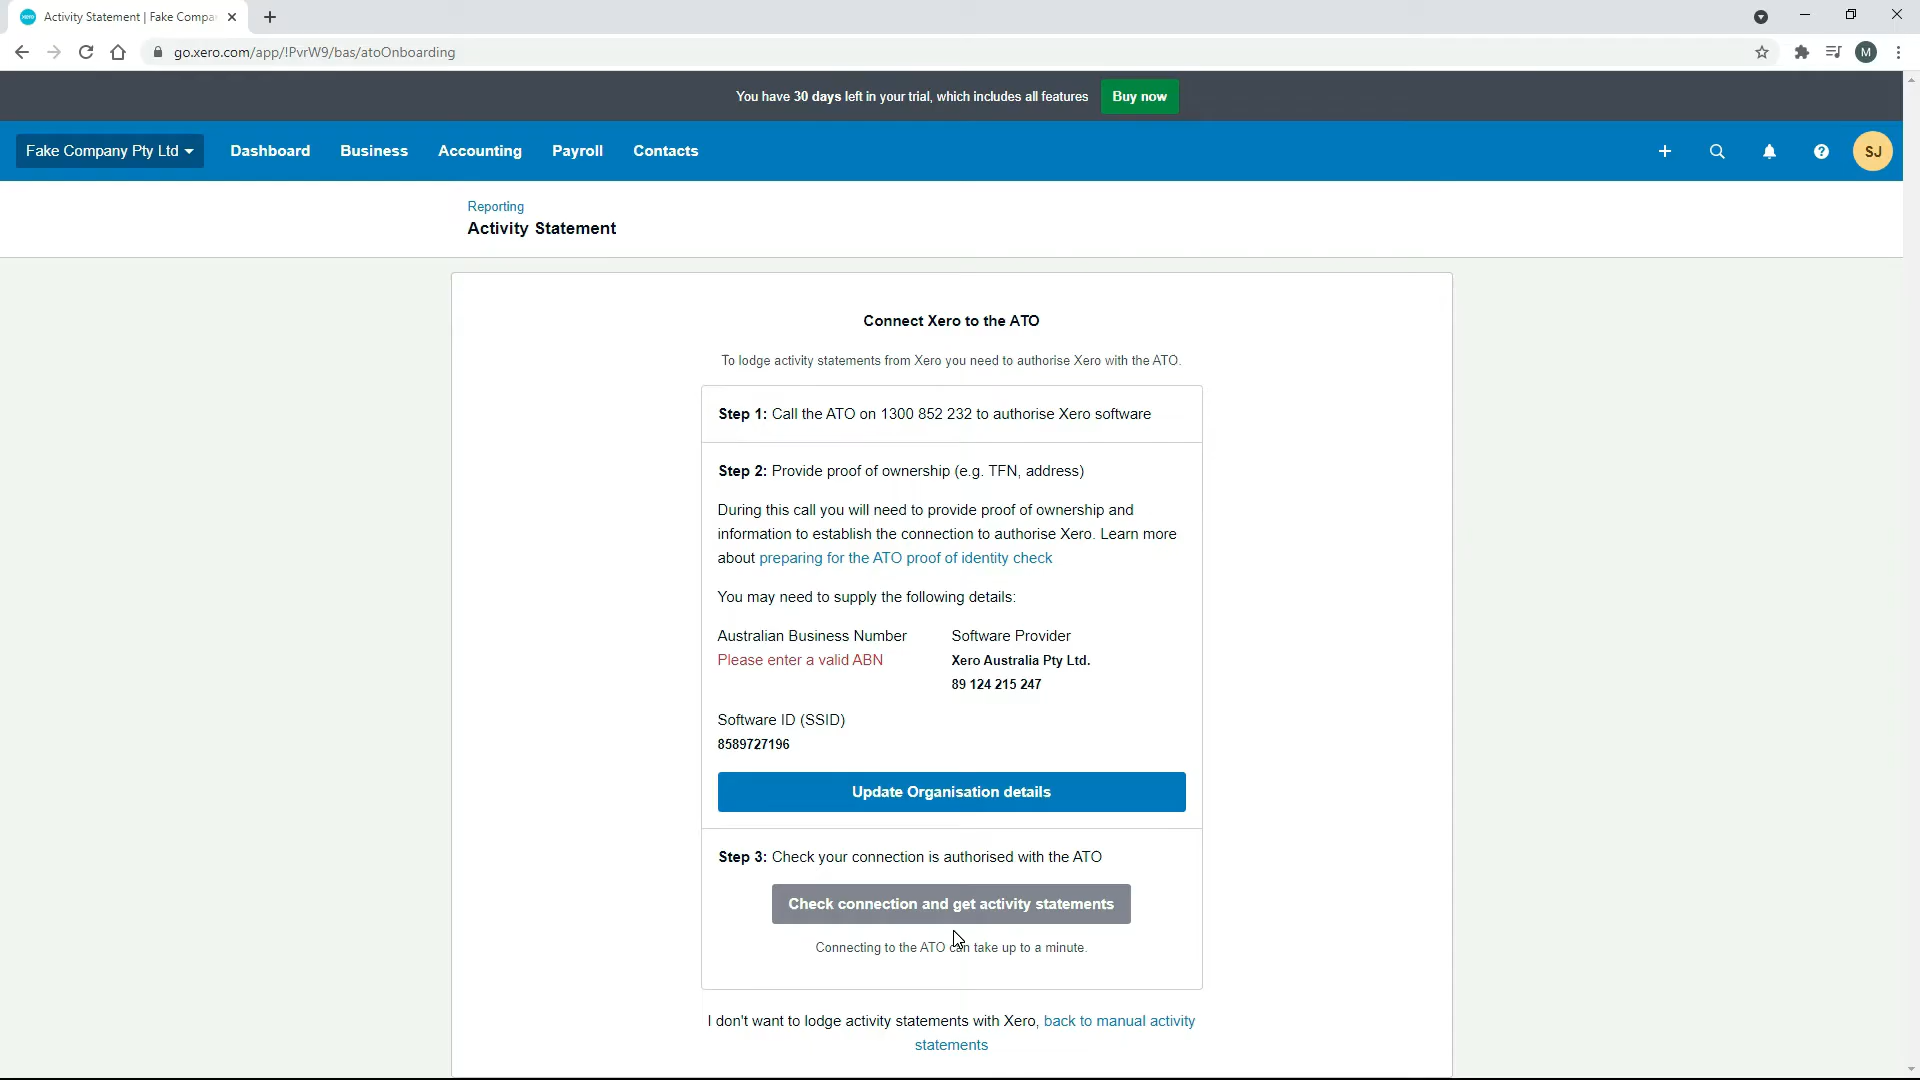 Activity Statement | Fake Compa
go.xero.com/app/!PvrW9/bas/atoOnboarding
M
You have 30 days left in your trial, which includes all features
Buy now
Fake Company Pty Ltd
Dashboard
Business
Accounting
Payroll
Contacts
SJ
Reporting
Activity Statement
Connect Xero to the ATO
To lodge activity statements from Xero you need to authorise Xero with the ATO.
Step 1: Call the ATO on 1300 852 232 to authorise Xero software
Step 2: Provide proof of ownership (e.g. TFN, address)
During this call you will need to provide proof of ownership and
information to establish the connection to authorise Xero. Learn more
about preparing for the ATO proof of identity check
You may need to supply the following details:
Australian Business Number
Please enter a valid ABN
Software Provider
Xero Australia Pty Ltd.
89 124 215 247
Software ID (SSID)
8589727196
Update Organisation details
Step 3: Check your connection is authorised with the ATO
Check connection and get activity statements
Connecting to the ATO can take up to a minute.
I don't want to lodge activity statements with Xero, back to manual activity
statements